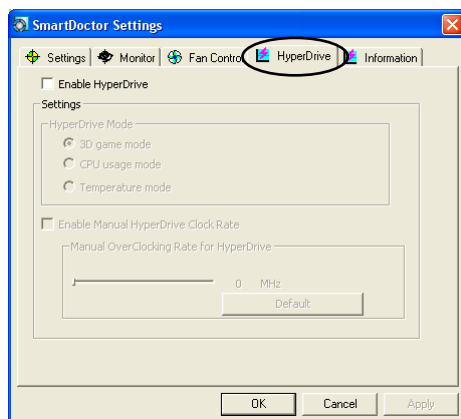 SmartDoctor Settings
Settings Monitor Fan Control HyperDrive Information
Enable HyperDrive
Settings
HyperDrive Mode
3D game mode
CPU usage mode
Temperature mode
Enable Manual HyperDrive Clock Rate
Manual OverClocking Rate for HyperDrive
0 MHz
Default
OK Cancel Apply